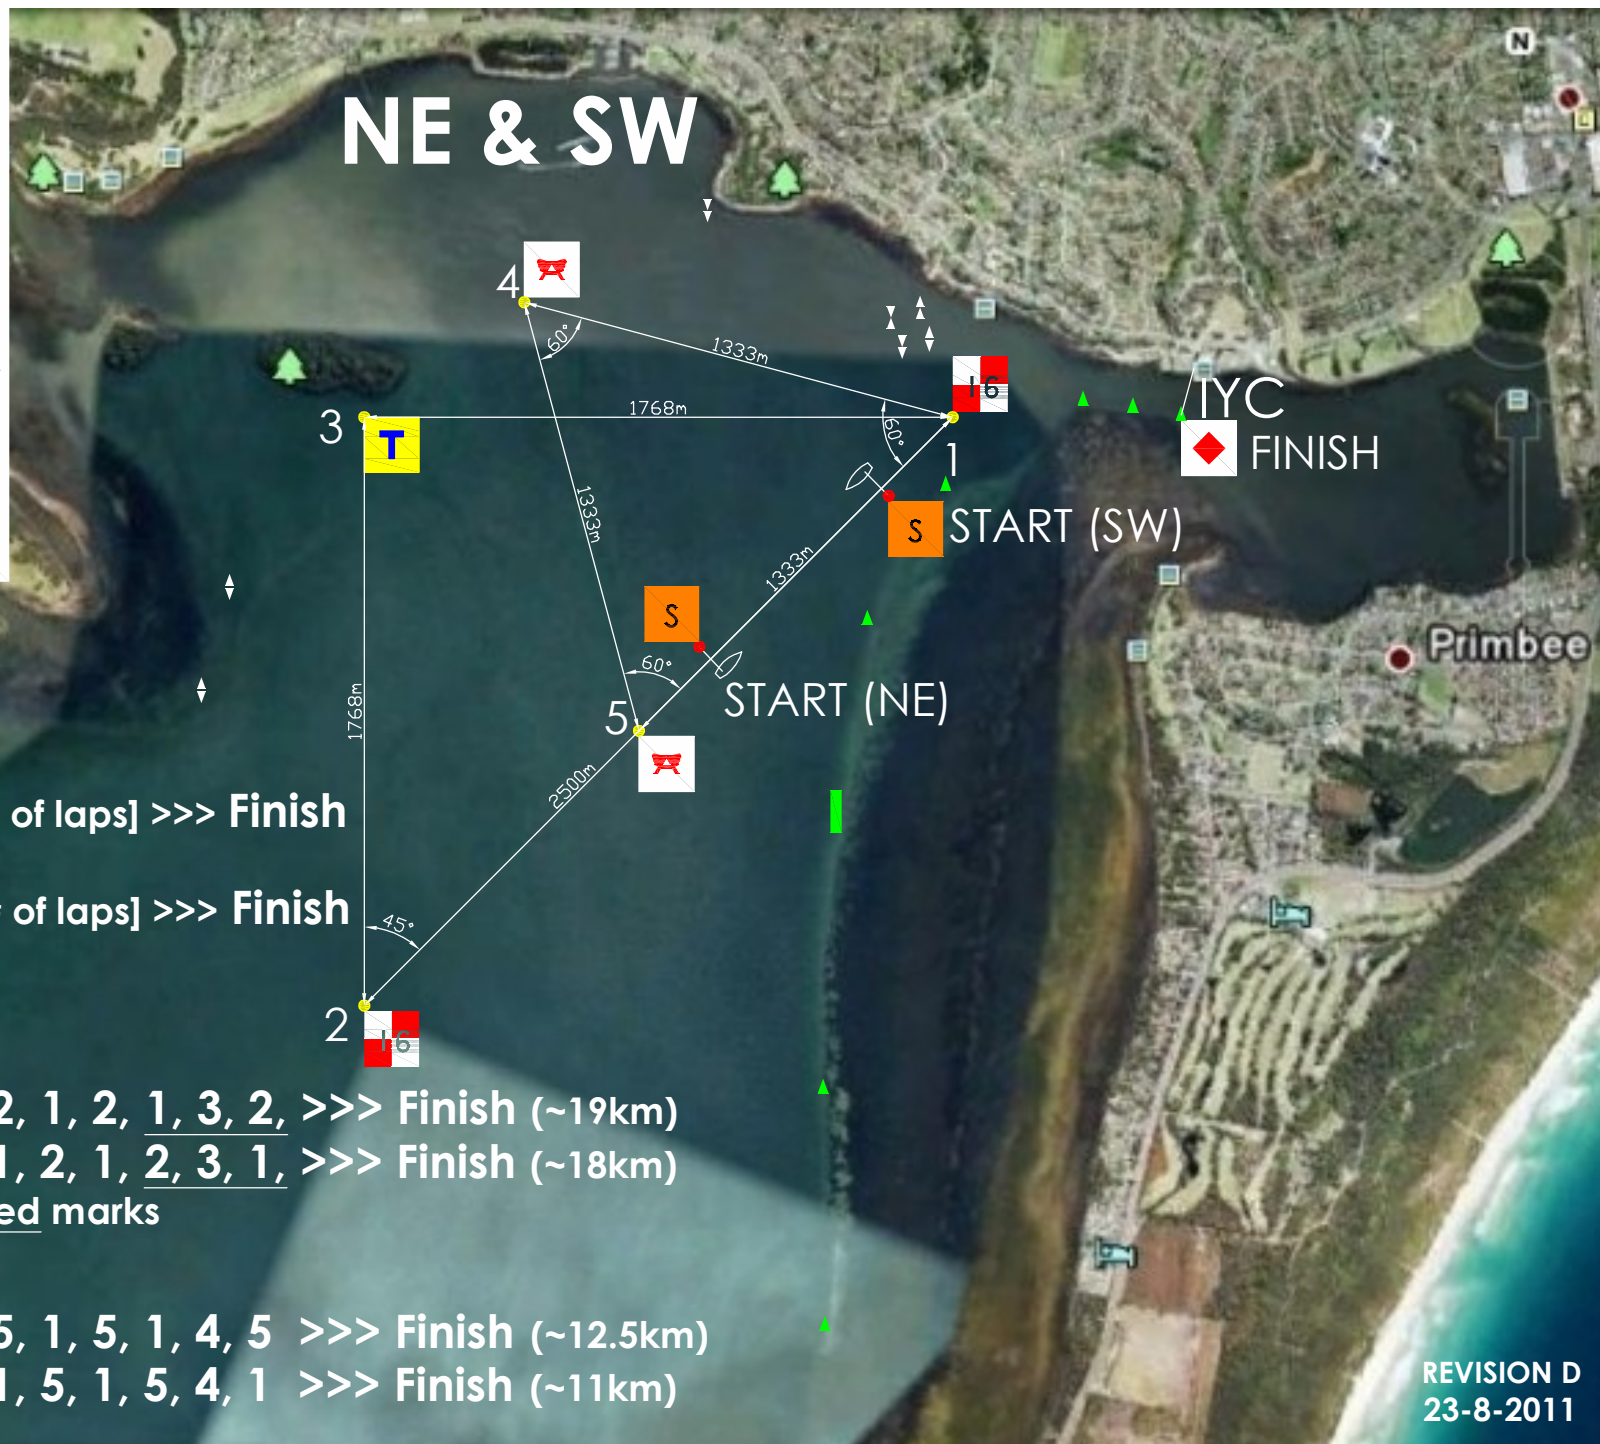 N
NE & SW
4
60°
1333m
16
3
T
1768m
60°
1
IYC
FINISH
S
START (SW)
1333m
1333m
S
60°
START (NE)
Primbee
5
1768m
2500m
of laps] >>> Finish
of laps] >>> Finish
45°
2
16
2, 1, 2, 1, 3, 2, >>> Finish (~19km)
1, 2, 1, 2, 3, 1, >>> Finish (~18km)
ed marks
5, 1, 5, 1, 4, 5 >>> Finish (~12.5km)
1, 5, 1, 5, 4, 1 >>> Finish (~11km)
REVISION D
23-8-2011